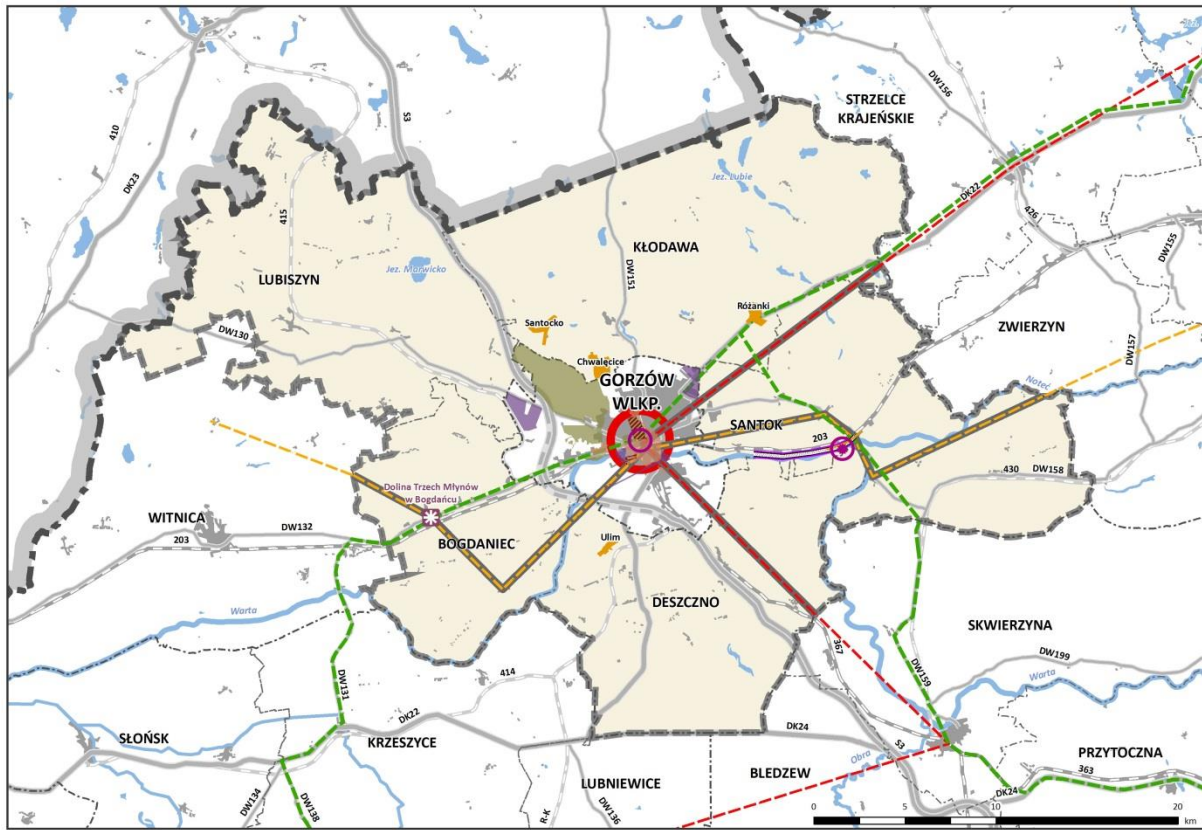 DW156
STRZELCE
KRAJEŃSKIE
S3
410
DK23
DK22
Jez. Lubie
426
415
DW155
KŁODAWA
Jez. Marwicko
LUBISZYN
DW151
Różanki
ZWIERZYN
Santocko
DW130
DW157
Chwalęcice
GORZÓW
WLKP.
Noteć
SANTOK
203
430
DW158
Dolina Trzech Młynów
w Bogdańcu
WITNICA
DW132
203
BOGDANIEC
Ulim
DESZCZNO
Warta
SKWIERZYNA
367
DW199
DW159
Warta
DW131
414
DK22
DK24
SŁOŃSK
KRZESZYCE
S3
Obra
PRZYTOCZNA
BLEDZEW
363
LUBNIEWICE
DK24
DW134
DW138
R-K
DW136
0 5 10 20
km